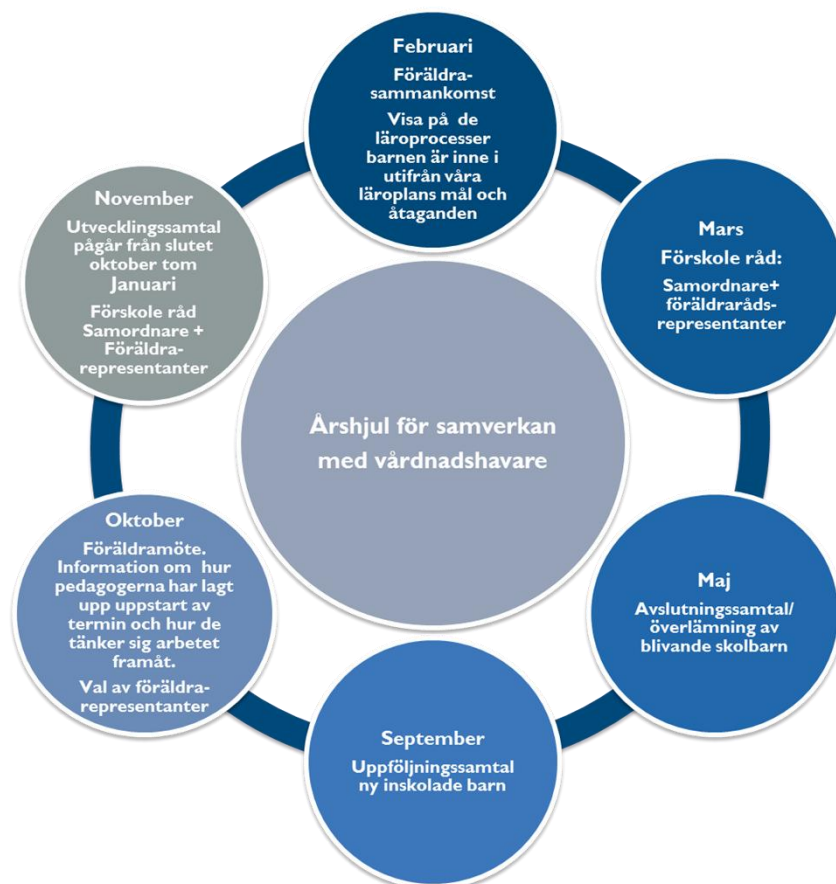 Februari
Föräldra-
sammankomst
Visa på de
läroprocesser
barnen är inne i
utifrån våra
läroplans mål och
åtaganden
Mars
Förskole råd:
Samordnare+
föräldraråds-
representanter
Maj
Avslutningssamtal/
överlämning av
blivande skolbarn
September
Uppföljningssamtal
ny inskolade barn
Oktober
Föräldramöte.
Information om hur
pedagogerna har lagt
upp uppstart av
termin och hur de
tänker sig arbetet
framåt.
Val av föräldra-
representanter
November
Utvecklingssamtal
pågår från slutet
oktober tom
Januari
Förskole råd
Samordnare +
Föräldra-
representanter
Årshjul för samverkan
med vårdnadshavare